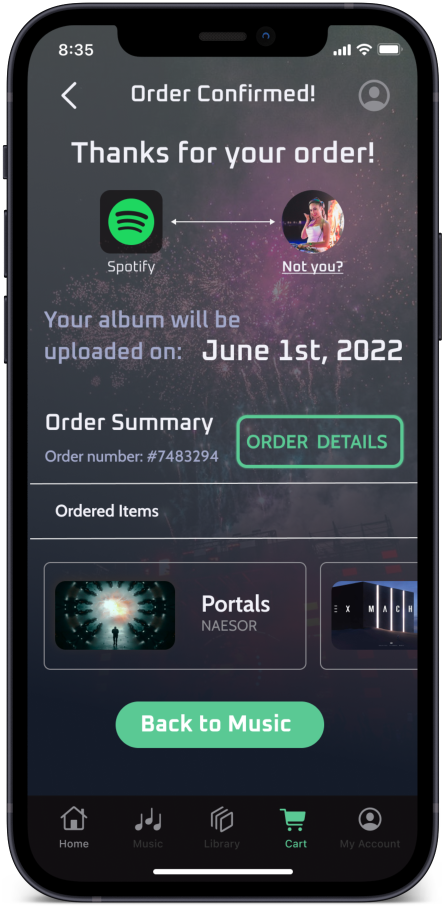 8:35
Order Confirmed!
Thanks for your order!
Spotify
Not you?
Your album will be
uploaded on: June 1st, 2022
Order Summary
Order number: #7483294
ORDER DETAILS
Ordered Items
Portals
NAESOR
EX MACH
Back to Music
Home Music Library Cart My Account